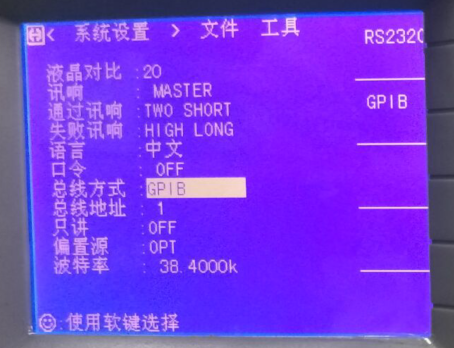 < 系统设置 > 文件 工具
RS232C
液晶对比 :20
讯响 : MASTER
通过讯响 :TWO SHORT
GPIB
失败讯响 :HIGH LONG
语言 :中文
口令 : OFF
总线方式 :GPIB
总线地址 : 1
只讲 :OFF
偏置源 :OPT
波特率 : 38.4000k
:使用软键选择